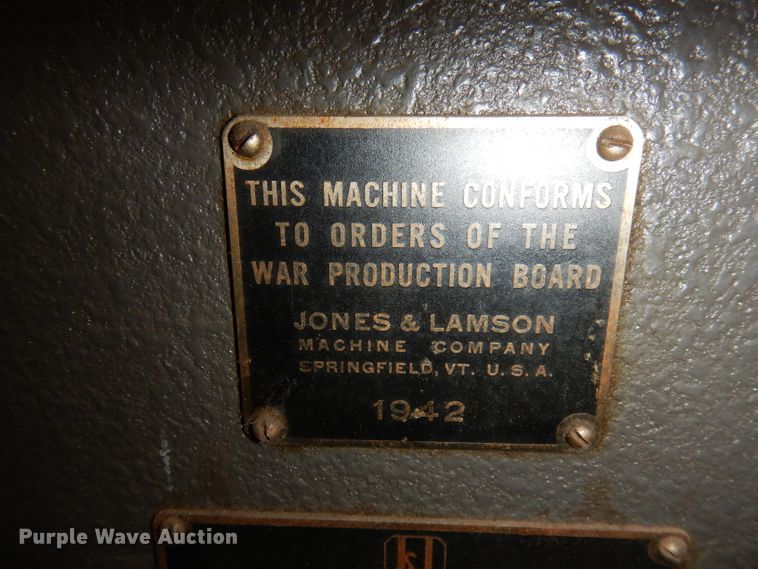 THIS MACHINE CONFORMS
TO ORDERS OF THE
WAR PRODUCTION BOARD
JONES & LAMSON
MACHINE COMPANY
SPRINGFIELD, VT. U. S. A.
1942
Purple Wave Auction